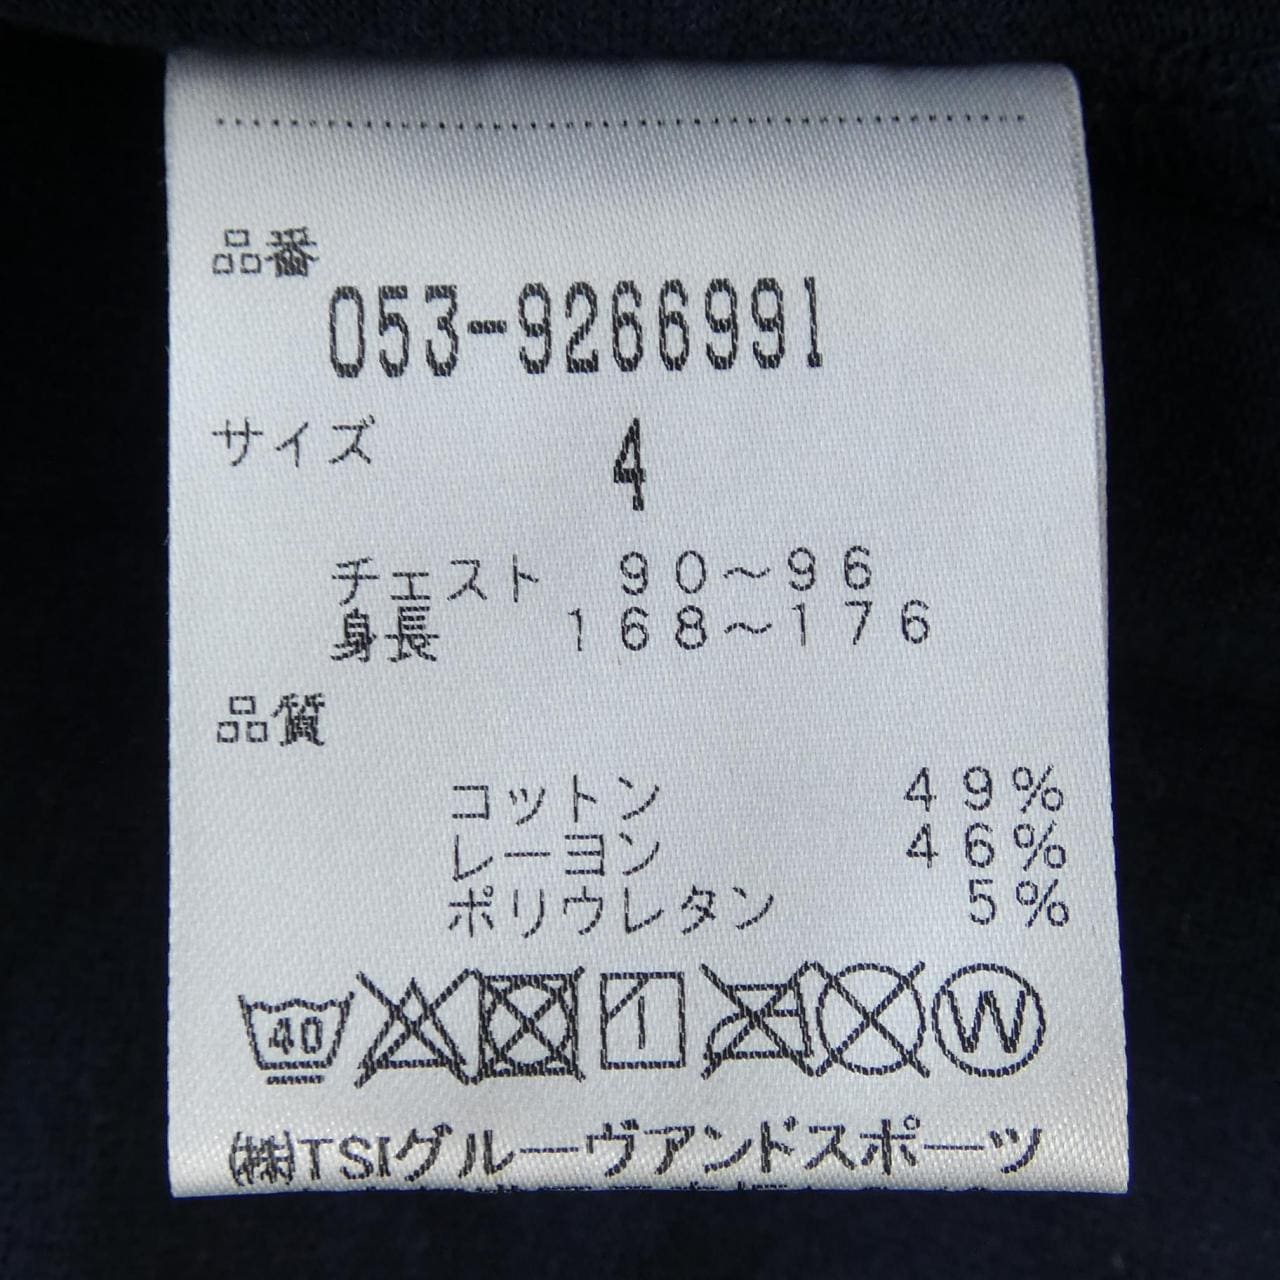 品番
053-9266991
サイズ 4
チェスト 90〜96
身長 168〜176
品質
コットン 49%
レーヨン 46%
ポリウレタン 5%
40 W
(株)TSIグルーヴアンドスポーツ